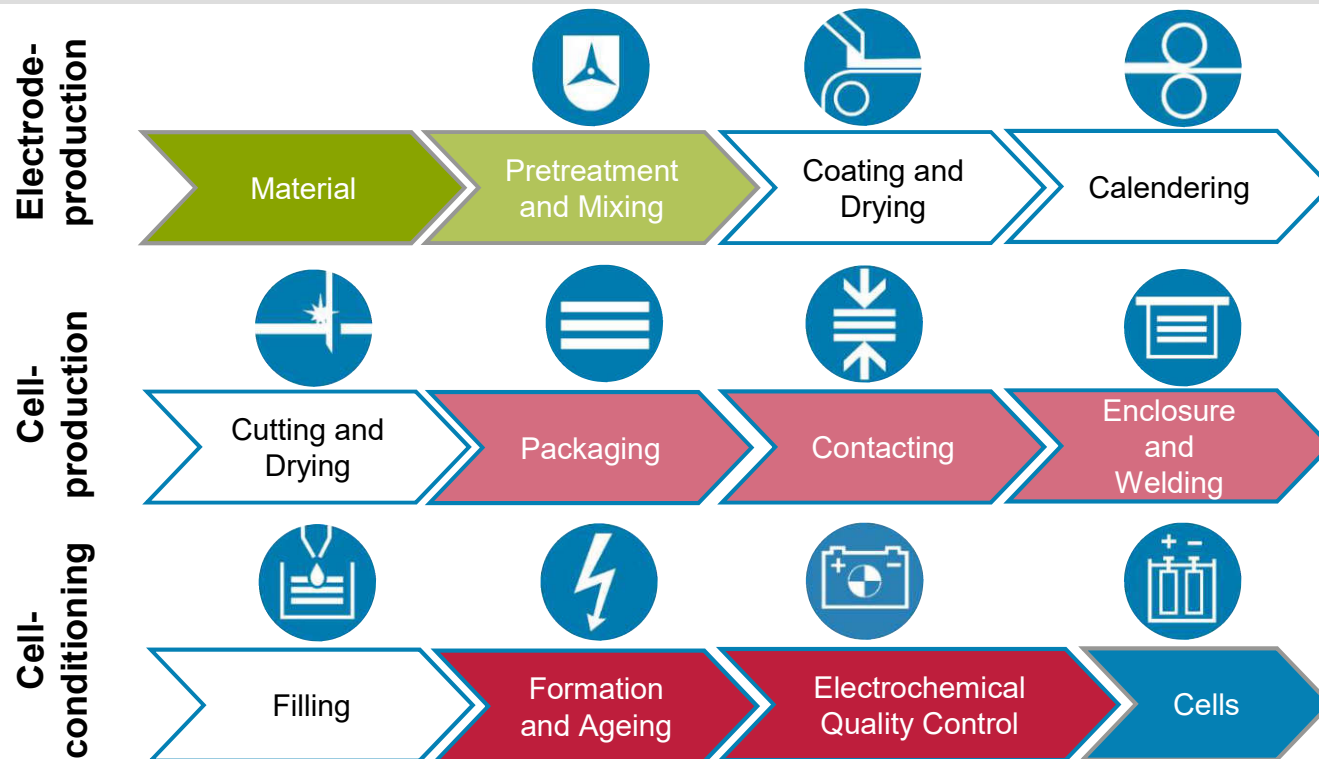 Electrode-
production
Material
Pretreatment
and Mixing
Coating and
Drying
Calendering
Cell-
production
Cutting and
Drying
Packaging
Contacting
Enclosure
and
Welding
Cell-
conditioning
+ -
+ -
Filling
Formation
and Ageing
Electrochemical
Quality Control
Cells